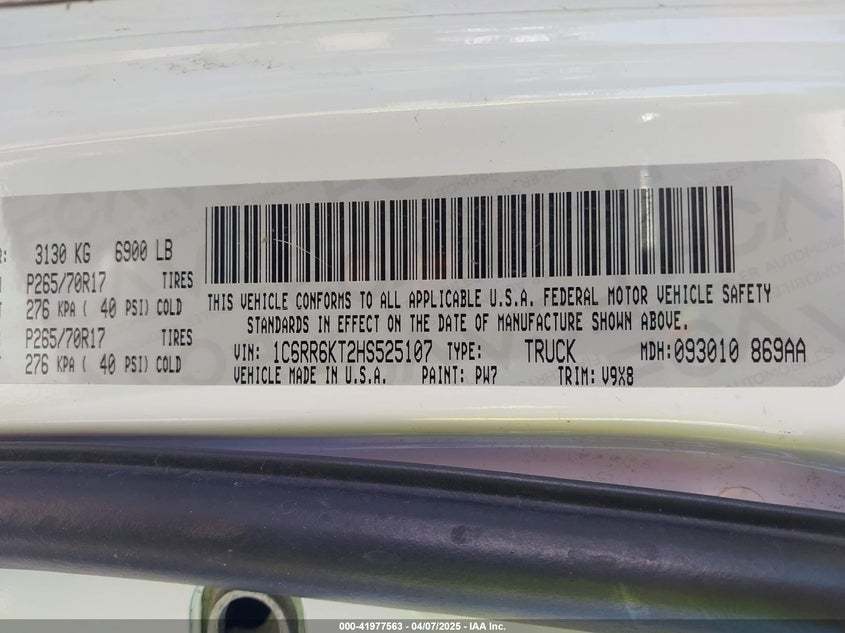 R: 3130 KG 6900 LB
P265/70R17 TIRES
276 KPA ( 40 PSI) COLD
P265/70R17 TIRES
276 KPA ( 40 PSI) COLD
THIS VEHICLE CONFORMS TO ALL APPLICABLE U.S.A. FEDERAL MOTOR VEHICLE SAFETY
STANDARDS IN EFFECT ON THE DATE OF MANUFACTURE SHOWN ABOVE.
VIN: 1C6RR6KT2HS525107 TYPE: TRUCK MDH:093010 869AA
VEHICLE MADE IN U.S.A. PAINT: PW7 TRIM: V9X8
000-41977563 - 04/07/2025 - IAA Inc.